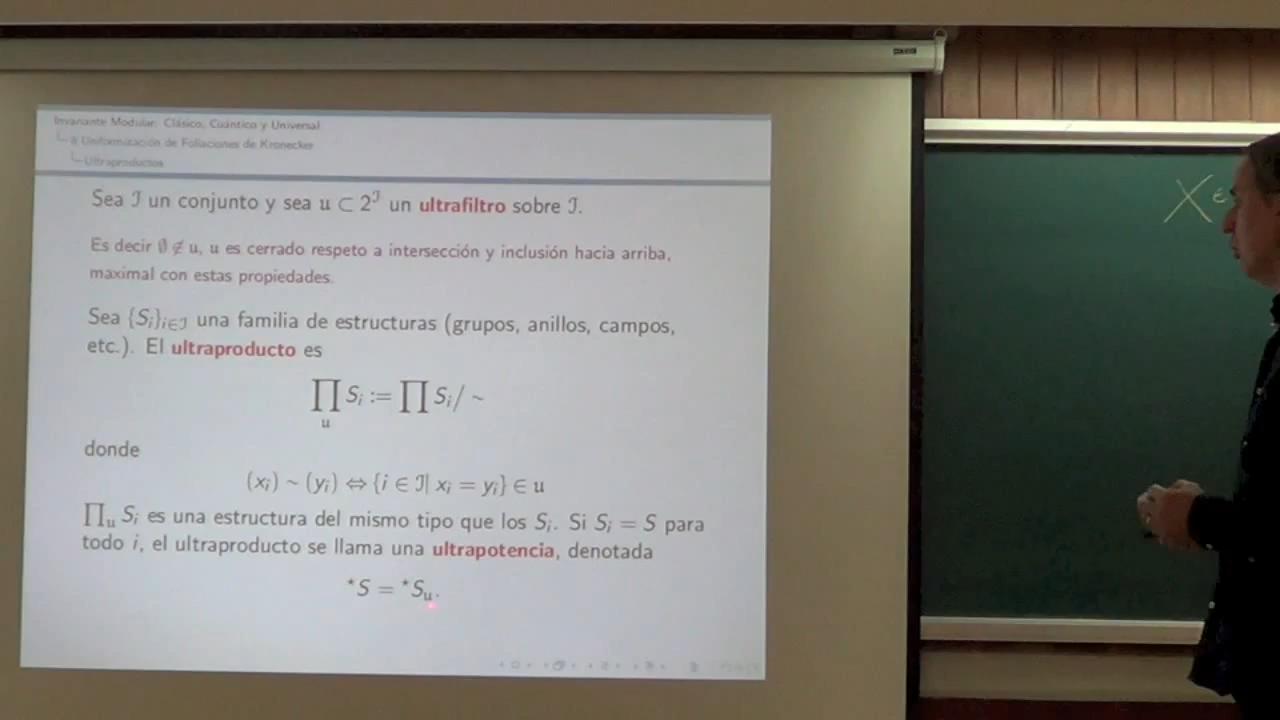 Invariante Modular: Clásico, Cuántico y Universal
Uniformización de Foliaciones de Kronecker
Ultraproductos
Sea ℐ un conjunto y sea 𝔲 ⊂ 2^ℐ un ultrafiltro sobre ℐ.
Es decir ∅ ∉ 𝔲, 𝔲 es cerrado respeto a intersección y inclusión hacia arriba,
maximal con estas propiedades.
Sea {S_i}_{i∈ℐ} una familia de estructuras (grupos, anillos, campos,
etc.). El ultraproducto es
∏_𝔲 S_i := ∏ S_i / ~
donde
(x_i) ~ (y_i) ⇔ {i ∈ ℐ| x_i = y_i} ∈ 𝔲
∏_𝔲 S_i es una estructura del mismo tipo que los S_i. Si S_i = S para
todo i, el ultraproducto se llama una ultrapotencia, denotada
*S = *S_𝔲.
X